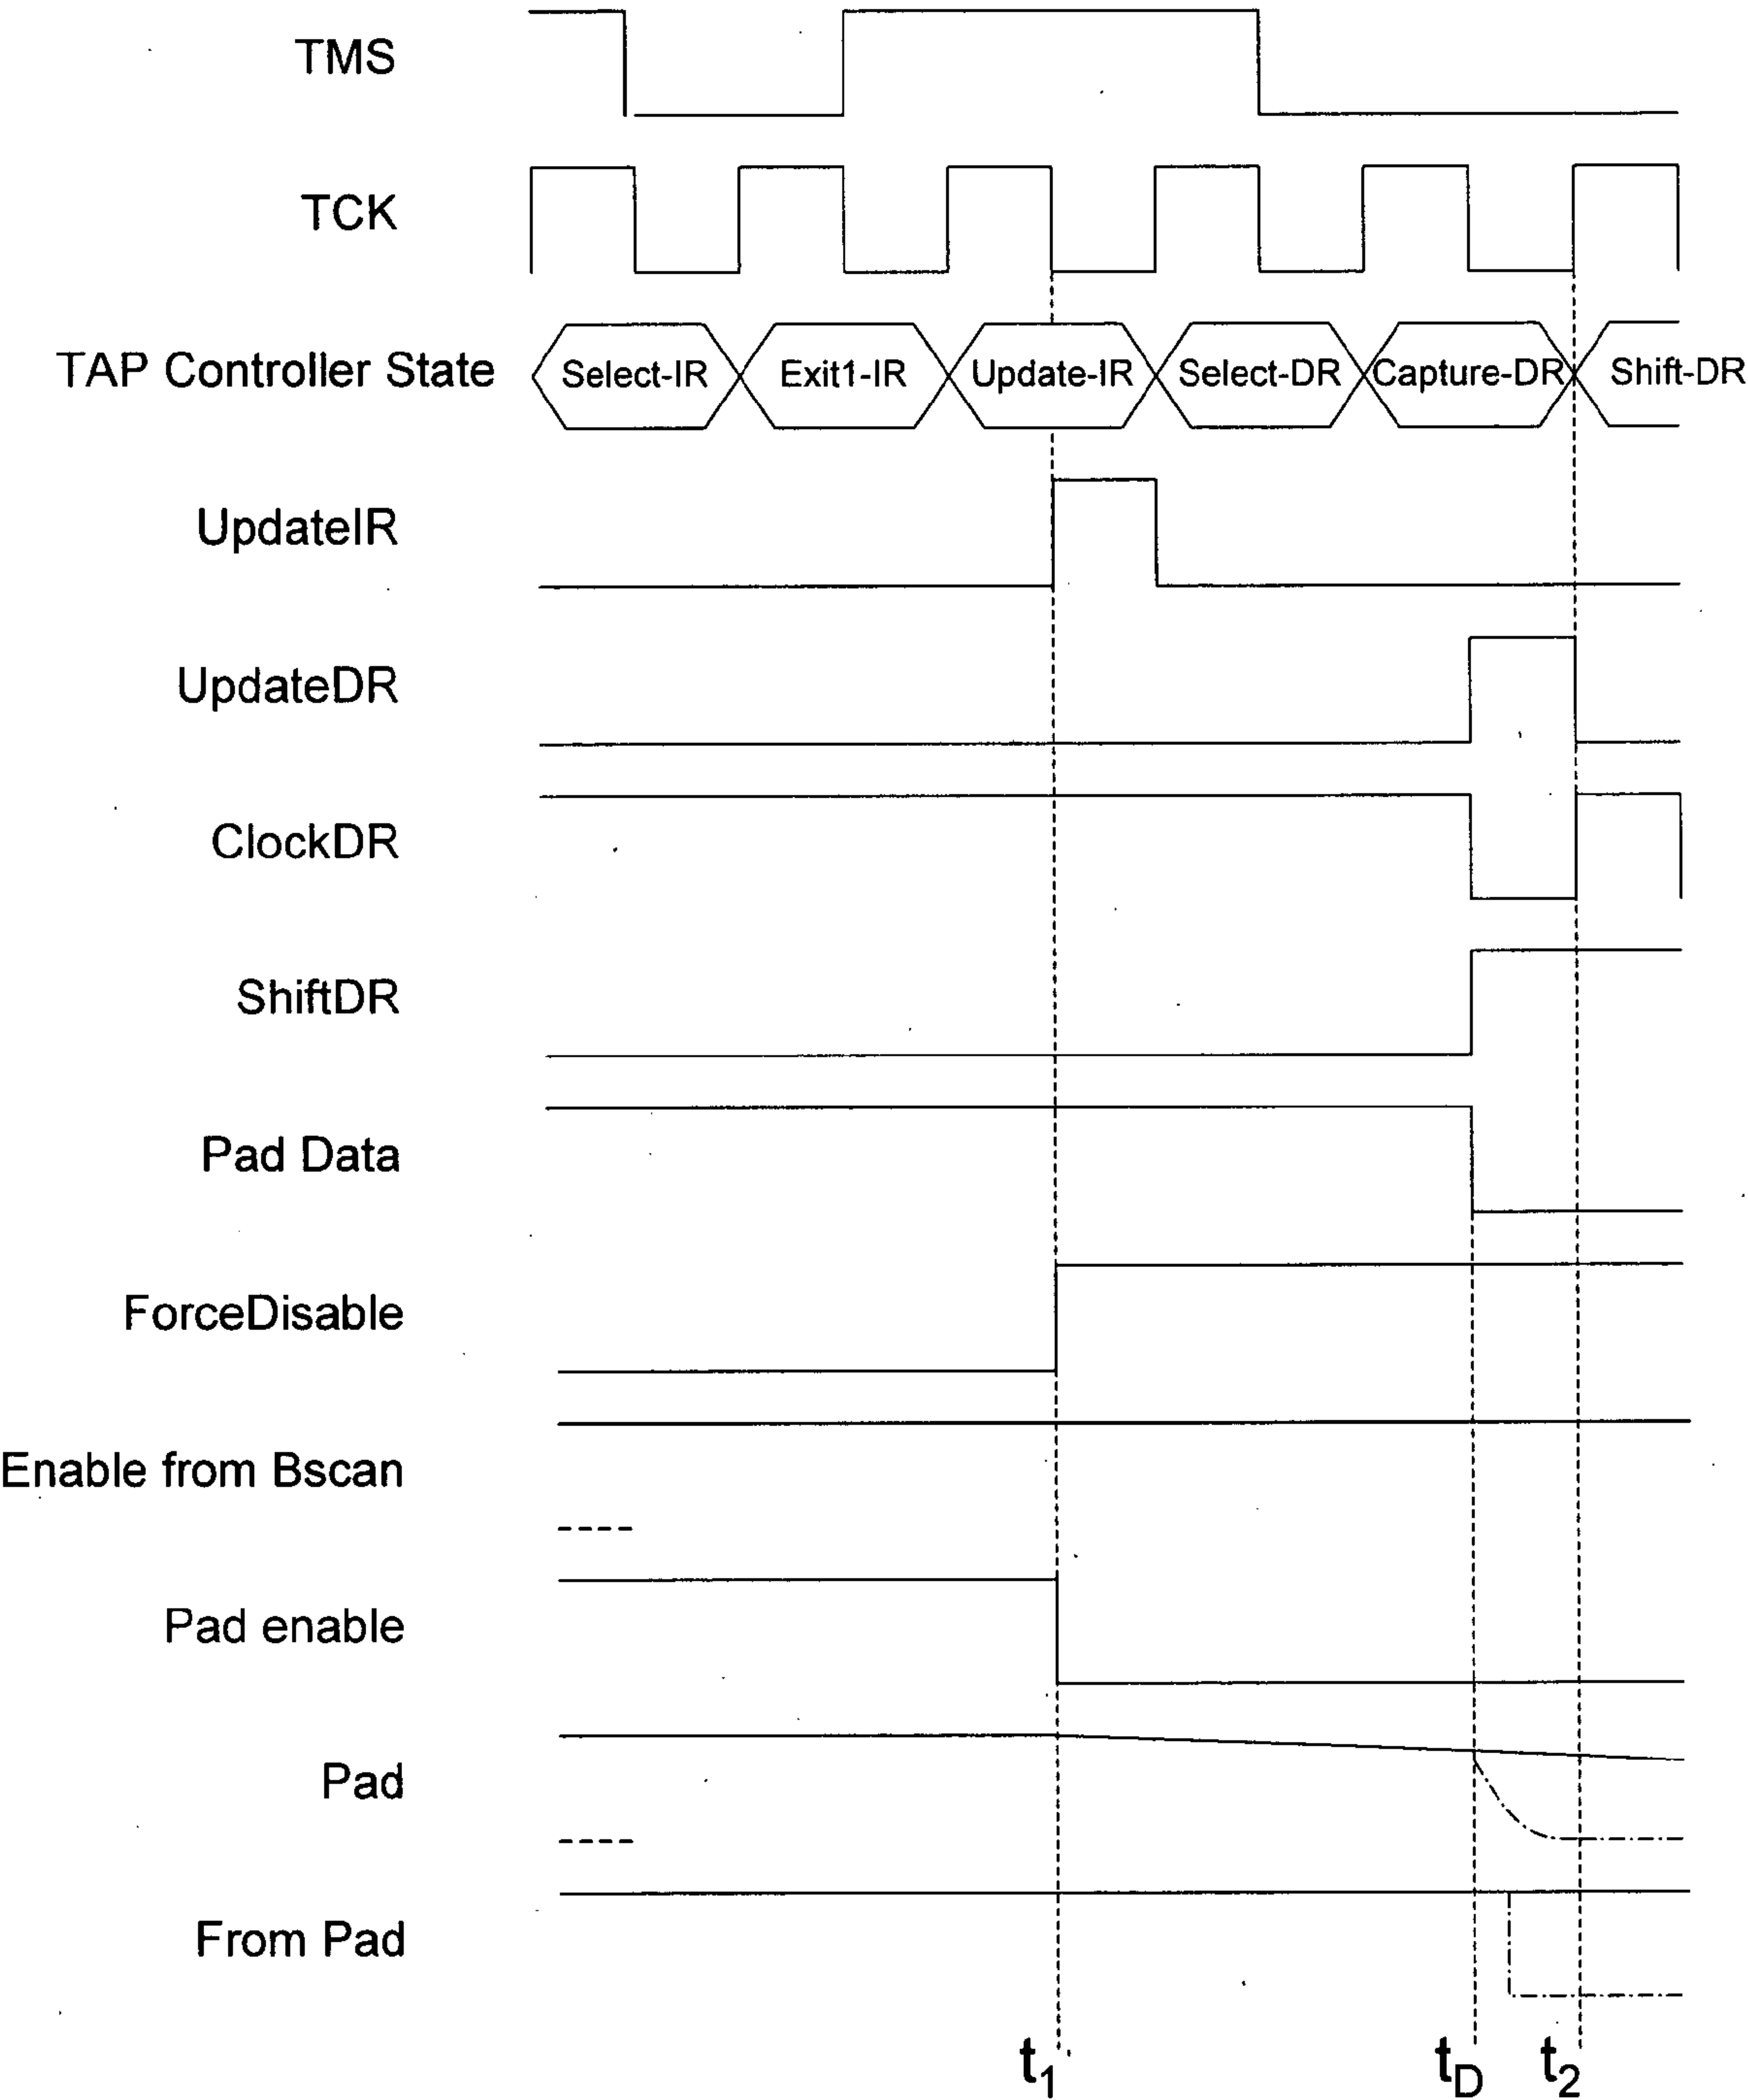 TMS
TCK
TAP Controller State
Select-IR
Exit1-IR
Update-IR
Select-DR
Capture-DR
Shift-DR
UpdateIR
UpdateDR
ClockDR
ShiftDR
Pad Data
ForceDisable
Enable from Bscan
Pad enable
Pad
From Pad
t1
tD
t2